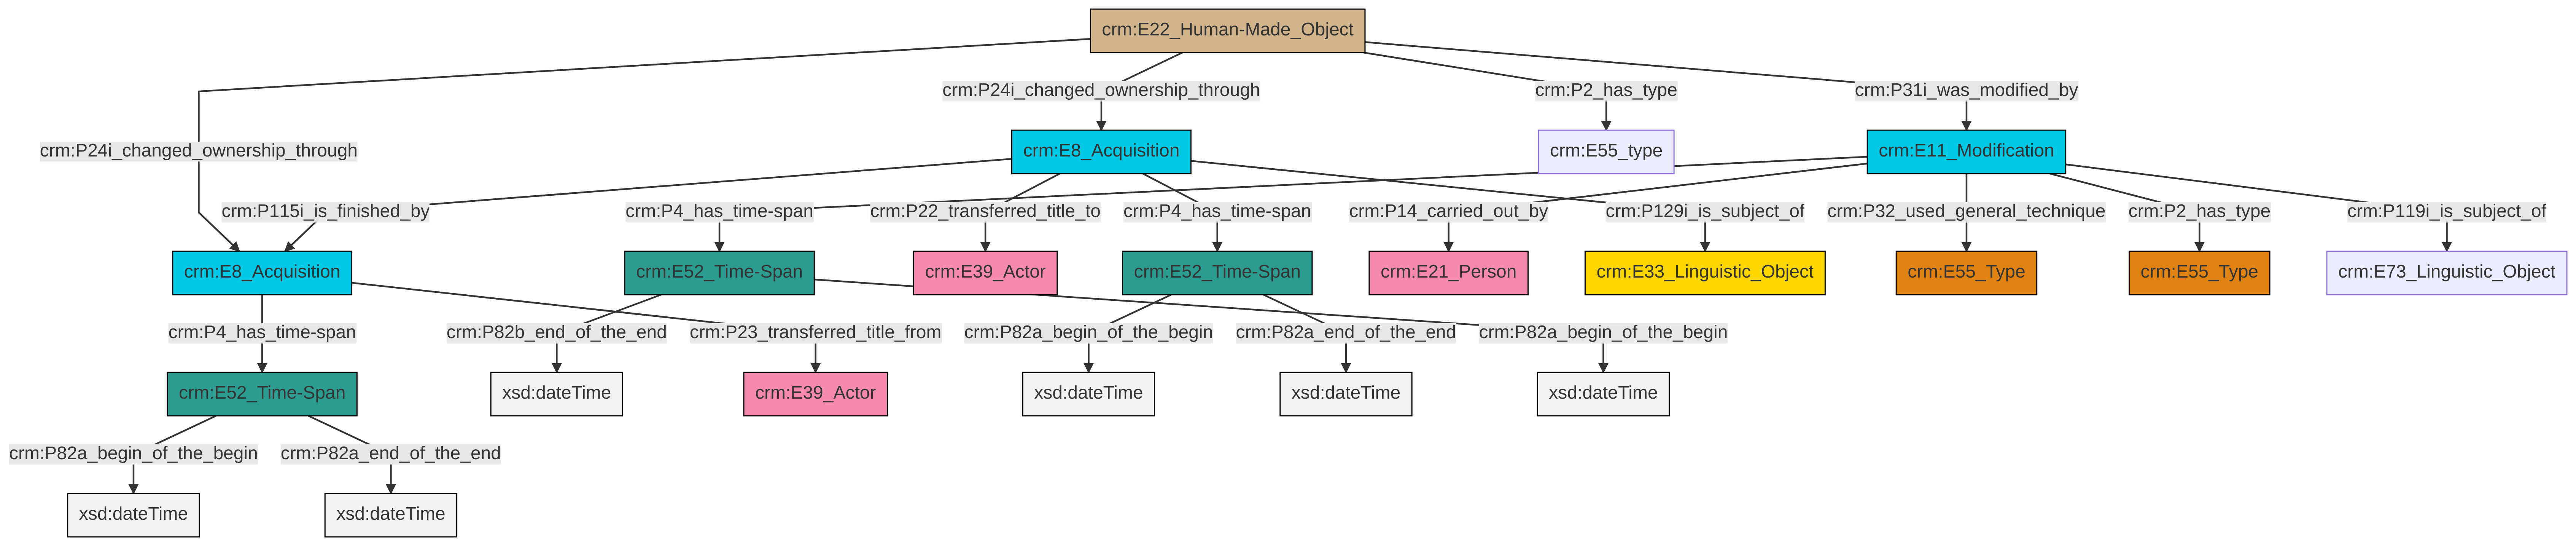 crm:E22_Human-Made_Object
crm:P24i_changed_ownership_through
crm:P2_has_type
crm:P31i_was_modified_by
crm:P24i_changed_ownership_through
crm:E8_Acquisition
crm:E55_type
crm:E11_Modification
crm:P115i_is_finished_by
crm:P4_has_time-span
crm:P22_transferred_title_to
crm:P4_has_time-span
crm:P14_carried_out_by
crm:P129i_is_subject_of
crm:P32_used_general_technique
crm:P2_has_type
crm:P119i_is_subject_of
crm:E8_Acquisition
crm:E52_Time-Span
crm:E39_Actor
crm:E52_Time-Span
crm:E21_Person
crm:E33_Linguistic_Object
crm:E55_Type
crm:E55_Type
crm:E73_Linguistic_Object
crm:P4_has_time-span
crm:P82b_end_of_the_end
crm:P23_transferred_title_from
crm:P82a_begin_of_the_begin
crm:P82a_end_of_the_end
crm:P82a_begin_of_the_begin
crm:E52_Time-Span
xsd:dateTime
crm:E39_Actor
xsd:dateTime
xsd:dateTime
xsd:dateTime
crm:P82a_begin_of_the_begin
crm:P82a_end_of_the_end
xsd:dateTime
xsd:dateTime